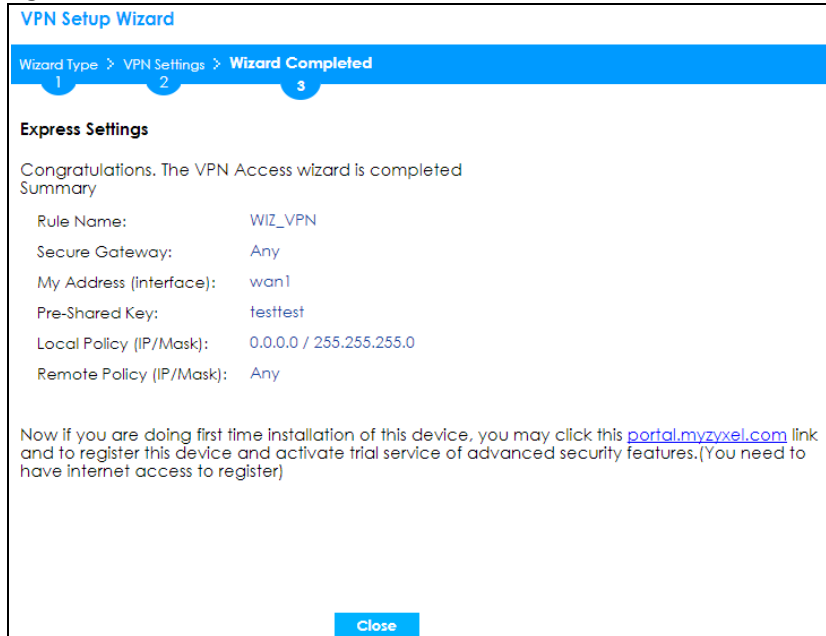 VPN Setup Wizard
Wizard Type > VPN Settings > Wizard Completed
1 2 3
Express Settings
Congratulations. The VPN Access wizard is completed
Summary
Rule Name: WIZ_VPN
Secure Gateway: Any
My Address (interface): wan1
Pre-Shared Key: testtest
Local Policy (IP/Mask): 0.0.0.0 / 255.255.255.0
Remote Policy (IP/Mask): Any
Now if you are doing first time installation of this device, you may click this portal.myzyxel.com link
and to register this device and activate trial service of advanced security features.(You need to
have internet access to register)
Close